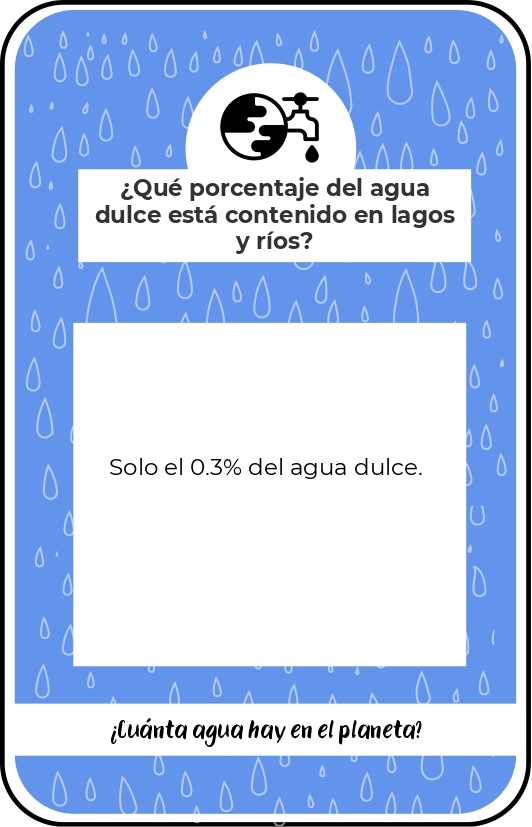 ¿Qué porcentaje del agua
dulce está contenido en lagos
y ríos?
Solo el 0.3% del agua dulce.
¿Cuánta agua hay en el planeta?